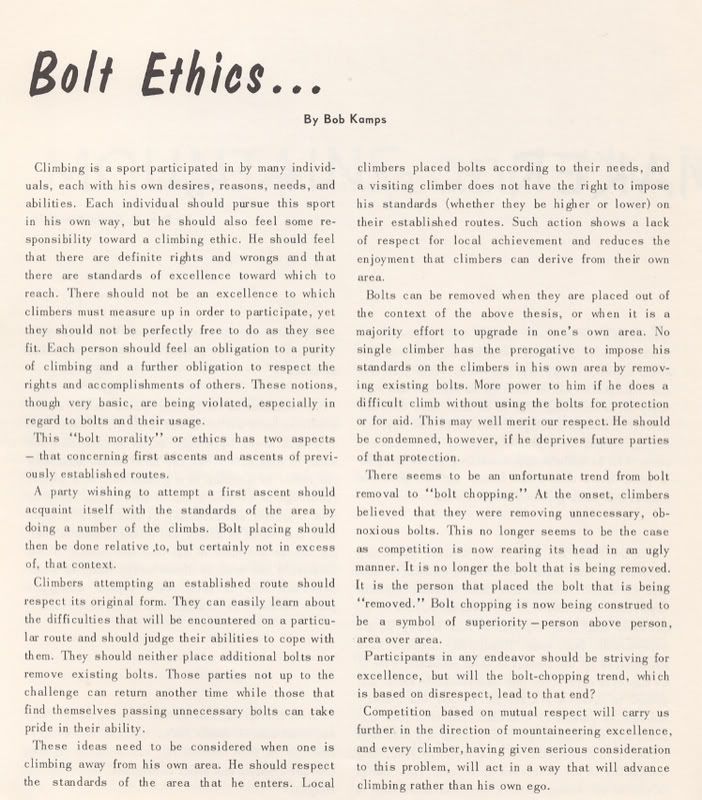 Bolt Ethics...
By Bob Kamps
Climbing is a sport participated in by many individ-
uals, each with his own desires, reasons, needs, and
abilities. Each individual should pursue this sport
in his own way, but he should also feel some re-
sponsibility toward a climbing ethic. He should feel
that there are definite rights and wrongs and that
there are standards of excellence toward which to
reach. There should not be an excellence to which
climbers must measure up in order to participate, yet
they should not be perfectly free to do as they see
fit. Each person should feel an obligation to a purity
of climbing and a further obligation to respect the
rights and accomplishments of others. These notions,
though very basic, are being violated, especially in
regard to bolts and their usage.
This "bolt morality" or ethics has two aspects
— that concerning first ascents and ascents of previ-
ously established routes.
A party wishing to attempt a first ascent should
acquaint itself with the standards of the area by
doing a number of the climbs. Bolt placing should
then be done relative ,to, but certainly not in excess
of, that context.
Climbers attempting an established route should
respect its original form. They can easily learn about
the difficulties that will be encountered on a particu-
lar route and should judge their abilities to cope with
them. They should neither place additional bolts nor
remove existing bolts. Those parties not up to the
challenge can return another time while those that
find themselves passing unnecessary bolts can take
pride in their ability.
These ideas need to be considered when one is
climbing away from his own area. He should respect
the standards of the area that he enters. Local
climbers placed bolts according to their needs, and
a visiting climber does not have the right to impose
his standards (whether they be higher or lower) on
their established routes. Such action shows a lack
of respect for local achievement and reduces the
enjoyment that climbers can derive from their own
area.
Bolts can be removed when they are placed out of
the context of the above thesis, or when it is a
majority effort to upgrade in one's own area. No
single climber has the prerogative to impose his
standards on the climbers in his own area by remov-
ing existing bolts. More power to him if he does a
difficult climb without using the bolts for protection
or for aid. This may well merit our respect. He should
be condemned, however, if he deprives future parties
of that protection.
There seems to be an unfortunate trend from bolt
removal to "bolt chopping." At the onset, climbers
believed that they were removing unnecessary, ob-
noxious bolts. This no longer seems to be the case
as competition is now rearing its head in an ugly
manner. It is no longer the bolt that is being removed.
It is the person that placed the bolt that is being
"removed." Bolt chopping is now being construed to
be a symbol of superiority — person above person,
area over area.
Participants in any endeavor should be striving for
excellence, but will the bolt-chopping trend, which
is based on disrespect, lead to that end?
Competition based on mutual respect will carry us
further in the direction of mountaineering excellence,
and every climber, having given serious consideration
to this problem, will act in a way that will advance
climbing rather than his own ego.